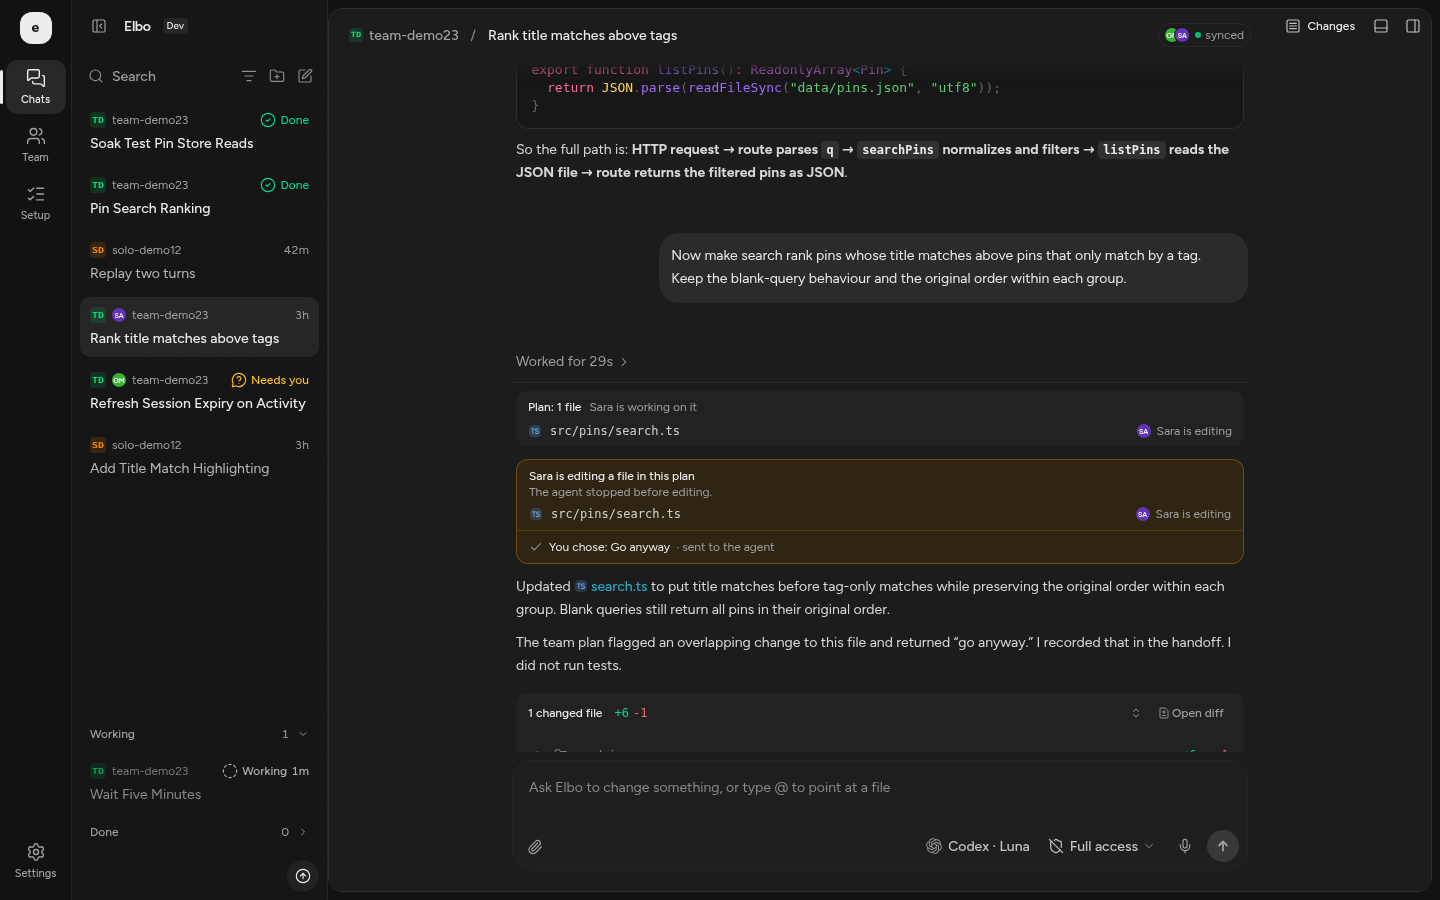 e
Chats
Team
Setup
Settings
Elbo Dev
Search
TD team-demo23 Done
Soak Test Pin Store Reads
TD team-demo23 Done
Pin Search Ranking
SD solo-demo12 42m
Replay two turns
TD SA team-demo23 3h
Rank title matches above tags
TD OM team-demo23 Needs you
Refresh Session Expiry on Activity
SD solo-demo12 3h
Add Title Match Highlighting
Working 1
TD team-demo23 Working 1m
Wait Five Minutes
Done 0
TD team-demo23 / Rank title matches above tags
SA synced
Changes
export function listPins(): ReadonlyArray<Pin> {
return JSON.parse(readFileSync("data/pins.json", "utf8"));
}
So the full path is: HTTP request → route parses q → searchPins normalizes and filters → listPins reads the
JSON file → route returns the filtered pins as JSON.
Now make search rank pins whose title matches above pins that only match by a tag.
Keep the blank-query behaviour and the original order within each group.
Worked for 29s
Plan: 1 file Sara is working on it
TS src/pins/search.ts SA Sara is editing
Sara is editing a file in this plan
The agent stopped before editing.
TS src/pins/search.ts SA Sara is editing
You chose: Go anyway · sent to the agent
Updated TS search.ts to put title matches before tag-only matches while preserving the original order within each
group. Blank queries still return all pins in their original order.
The team plan flagged an overlapping change to this file and returned “go anyway.” I recorded that in the handoff. I
did not run tests.
1 changed file +6 -1 Open diff
Ask Elbo to change something, or type @ to point at a file
Codex · Luna Full access